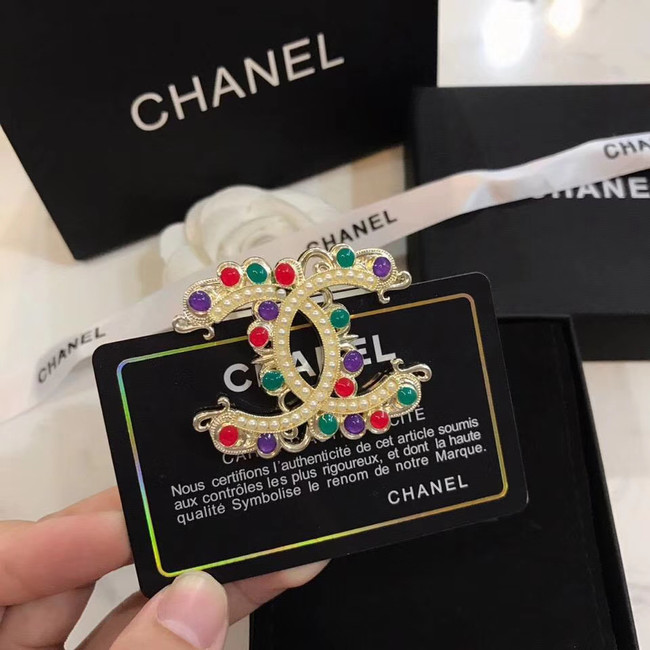 CHANEL
CHANEL
CHANEL
CHANEL
CHANEL
Nous certifions l'authenticité de cet article soumis
aux contrôles les plus rigoureux, et dont la haute
qualité Symbolise le renom de notre Marque.
CHANEL